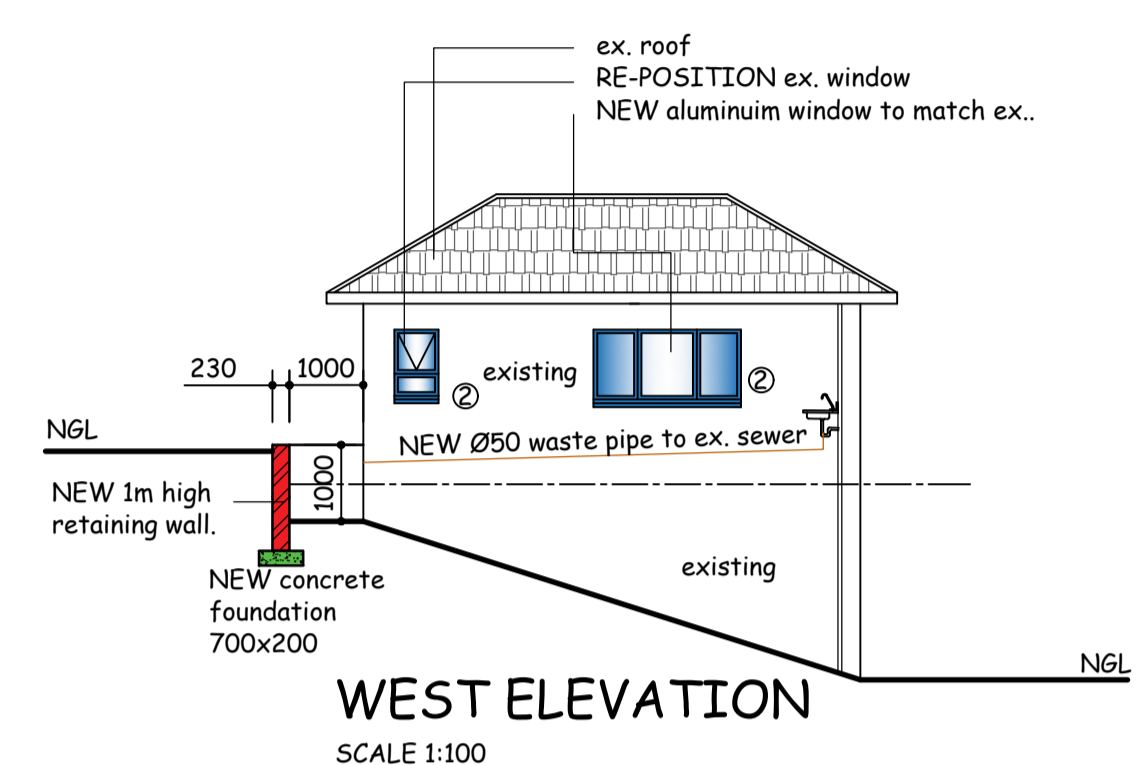 ex. roof
RE-POSITION ex. window
NEW aluminuim window to match ex..
230
1000
existing
②
②
NGL
NEW Ø50 waste pipe to ex. sewer
1000
NEW 1m high
retaining wall.
existing
NEW concrete
foundation
700x200
NGL
WEST ELEVATION
SCALE 1:100